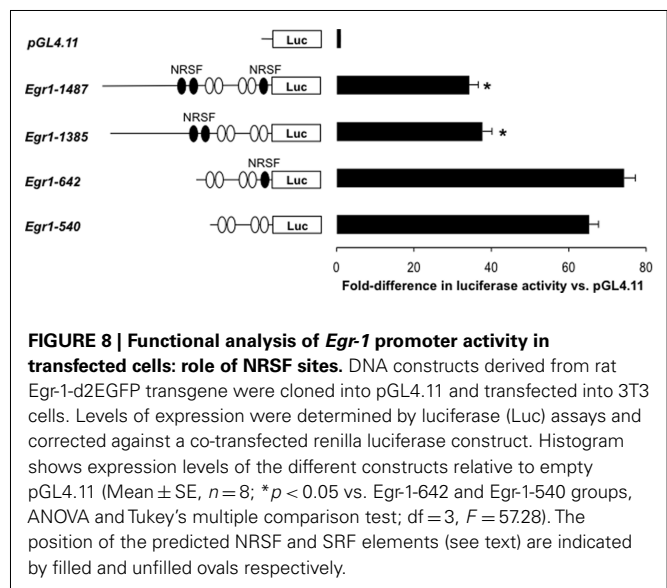 pGL4.11
Luc
NRSF NRSF
Egr1-1487
Luc
*
NRSF
Egr1-1385
Luc
*
NRSF
Egr1-642
Luc
Egr1-540
Luc
0 20 40 60 80
Fold-difference in luciferase activity vs. pGL4.11
FIGURE 8 | Functional analysis of Egr-1 promoter activity in
transfected cells: role of NRSF sites. DNA constructs derived from rat
Egr-1-d2EGFP transgene were cloned into pGL4.11 and transfected into 3T3
cells. Levels of expression were determined by luciferase (Luc) assays and
corrected against a co-transfected renilla luciferase construct. Histogram
shows expression levels of the different constructs relative to empty
pGL4.11 (Mean ± SE, n = 8; *p < 0.05 vs. Egr-1-642 and Egr-1-540 groups,
ANOVA and Tukey's multiple comparison test; df = 3, F = 57.28). The
position of the predicted NRSF and SRF elements (see text) are indicated
by filled and unfilled ovals respectively.